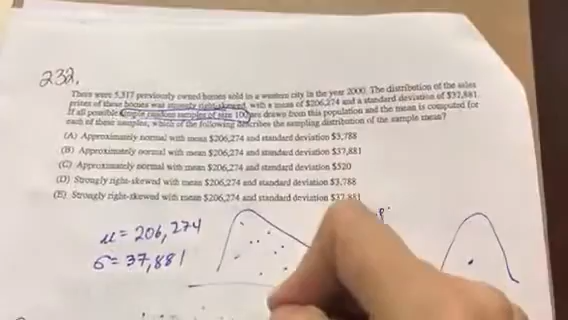 232.
There were 5,317 previously owned homes sold in a western city in the year 2000. The distribution of the sales
prices of these homes was strongly right-skewed, with a mean of $206,274 and a standard deviation of $37,881.
If all possible simple random samples of size 100 are drawn from this population and the mean is computed for
each of these samples, which of the following describes the sampling distribution of the sample mean?
(A) Approximately normal with mean $206,274 and standard deviation $3,788
(B) Approximately normal with mean $206,274 and standard deviation $37,881
(C) Approximately normal with mean $206,274 and standard deviation $520
(D) Strongly right-skewed with mean $206,274 and standard deviation $3,788
(E) Strongly right-skewed with mean $206,274 and standard deviation $37,881
μ = 206,274
σ = 37,881